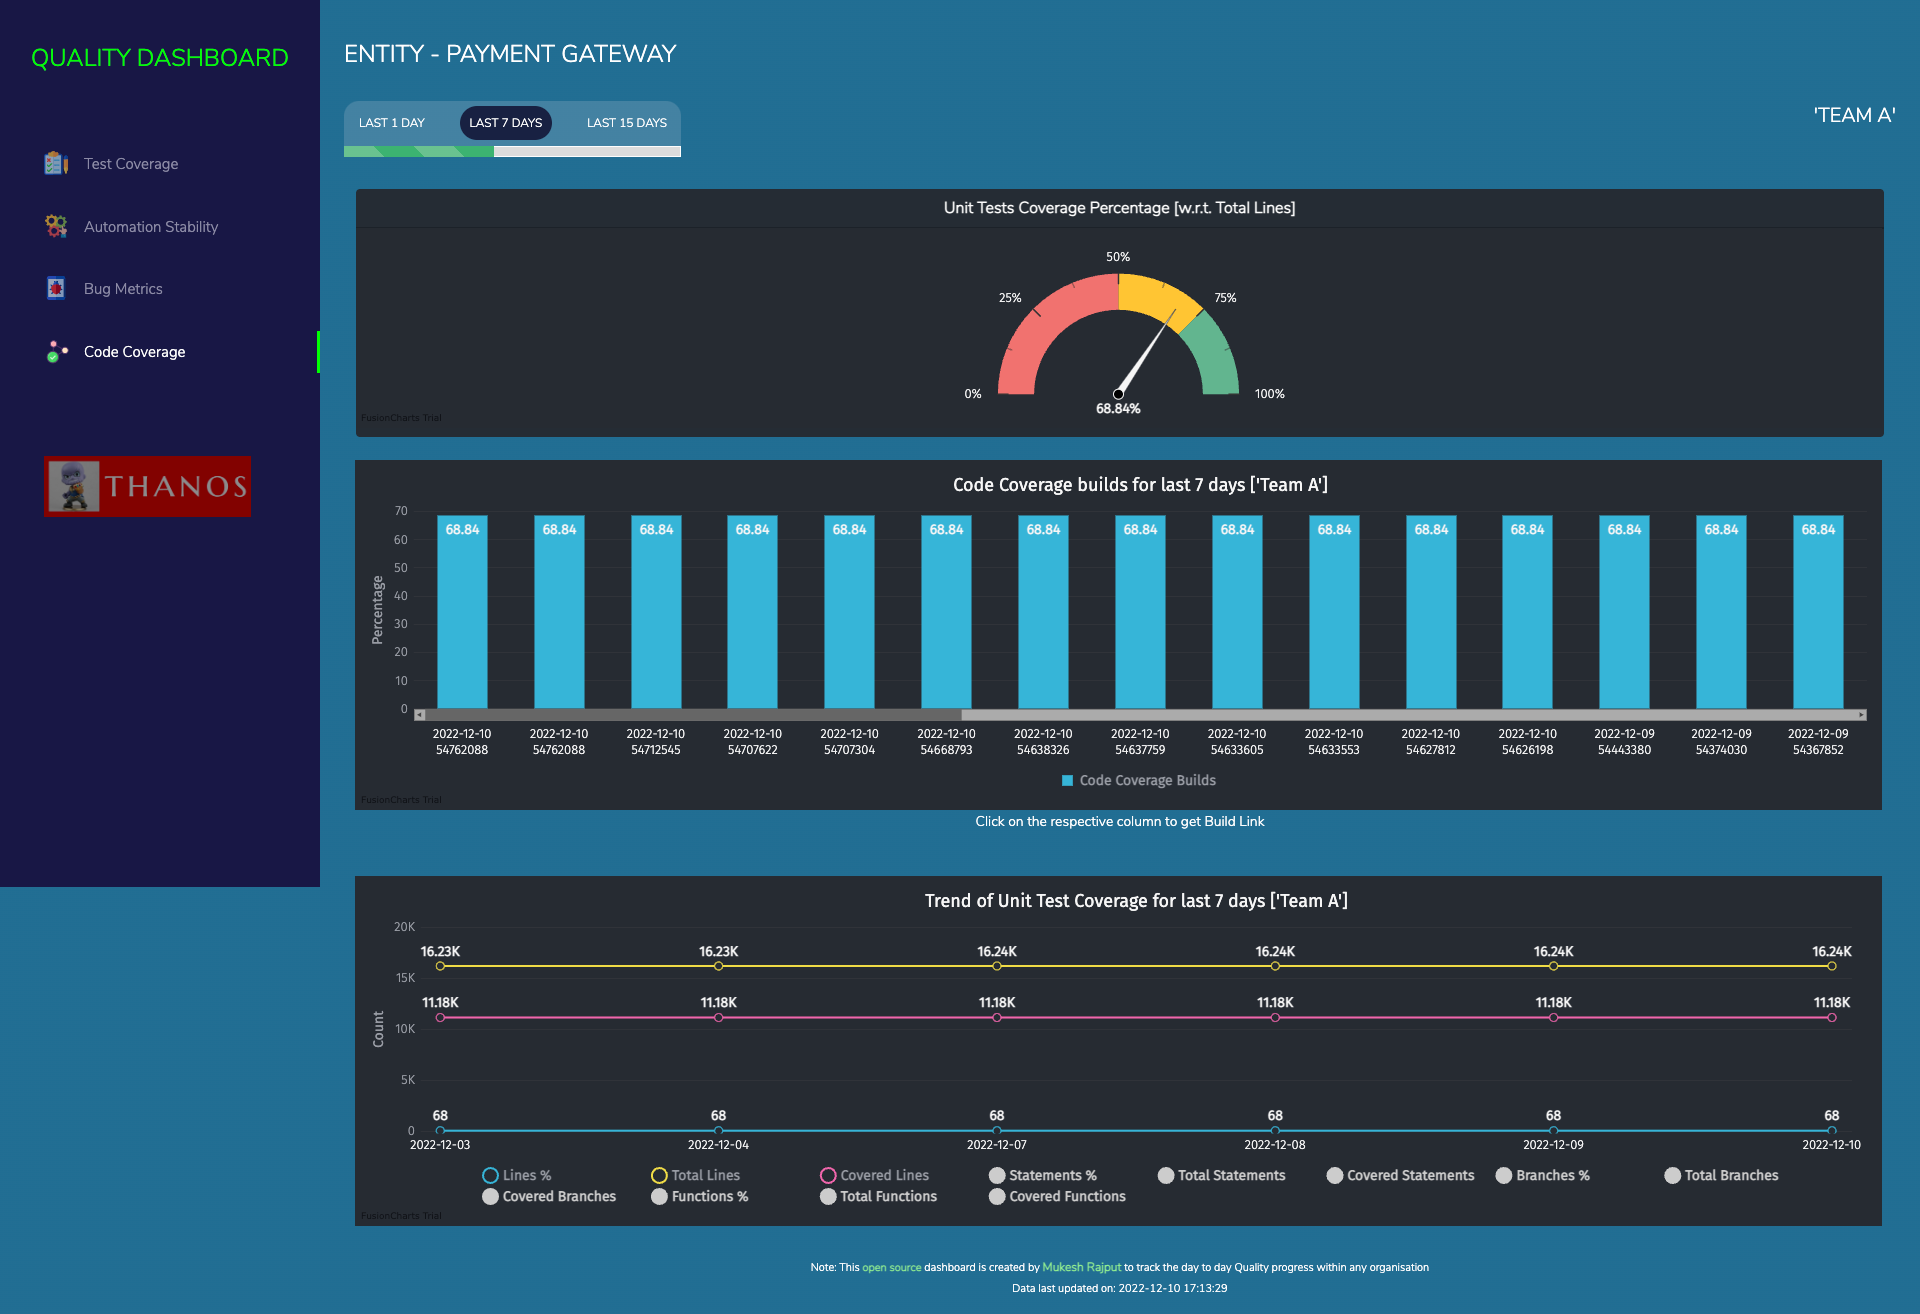 QUALITY DASHBOARD
Test Coverage
Automation Stability
Bug Metrics
Code Coverage
THANOS
ENTITY - PAYMENT GATEWAY
LAST 1 DAY LAST 7 DAYS LAST 15 DAYS
'TEAM A'
Unit Tests Coverage Percentage [w.r.t. Total Lines]
50%
25% 75%
0% 100%
68.84%
FusionCharts Trial
Code Coverage builds for last 7 days ['Team A']
Percentage
70
60
50
40
30
20
10
0
68.84 68.84 68.84 68.84 68.84 68.84 68.84 68.84 68.84 68.84 68.84 68.84 68.84 68.84 68.84
2022-12-10 2022-12-10 2022-12-10 2022-12-10 2022-12-10 2022-12-10 2022-12-10 2022-12-10 2022-12-10 2022-12-10 2022-12-10 2022-12-10 2022-12-09 2022-12-09 2022-12-09
54762088 54762088 54712545 54707622 54707304 54668793 54638326 54637759 54633605 54633553 54627812 54626198 54443380 54374030 54367852
Code Coverage Builds
FusionCharts Trial
Click on the respective column to get Build Link
Trend of Unit Test Coverage for last 7 days ['Team A']
Count
20K
15K
10K
5K
0
16.23K 16.23K 16.24K 16.24K 16.24K 16.24K
11.18K 11.18K 11.18K 11.18K 11.18K 11.18K
68 68 68 68 68 68
2022-12-03 2022-12-04 2022-12-07 2022-12-08 2022-12-09 2022-12-10
Lines % Total Lines Covered Lines Statements % Total Statements Covered Statements Branches % Total Branches
Covered Branches Functions % Total Functions Covered Functions
FusionCharts Trial
Note: This open source dashboard is created by Mukesh Rajput to track the day to day Quality progress within any organisation
Data last updated on: 2022-12-10 17:13:29